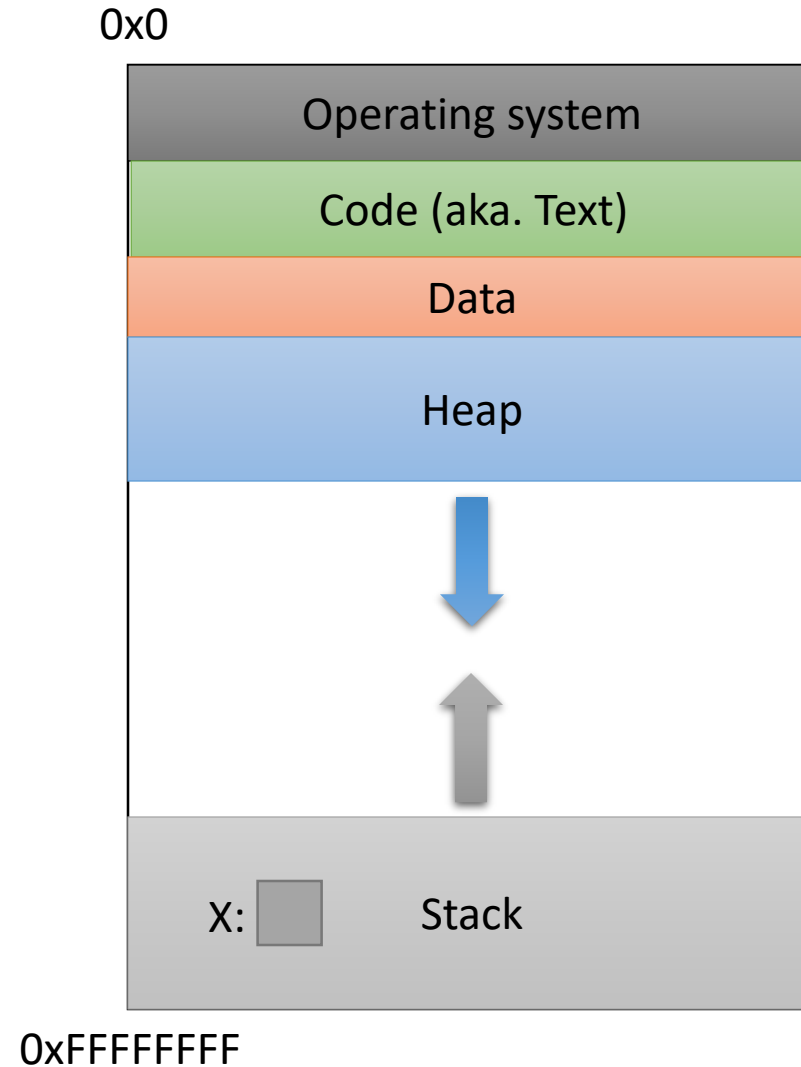 0x0
Operating system
Code (aka. Text)
Data
Heap
X:
Stack
0xFFFFFFFF